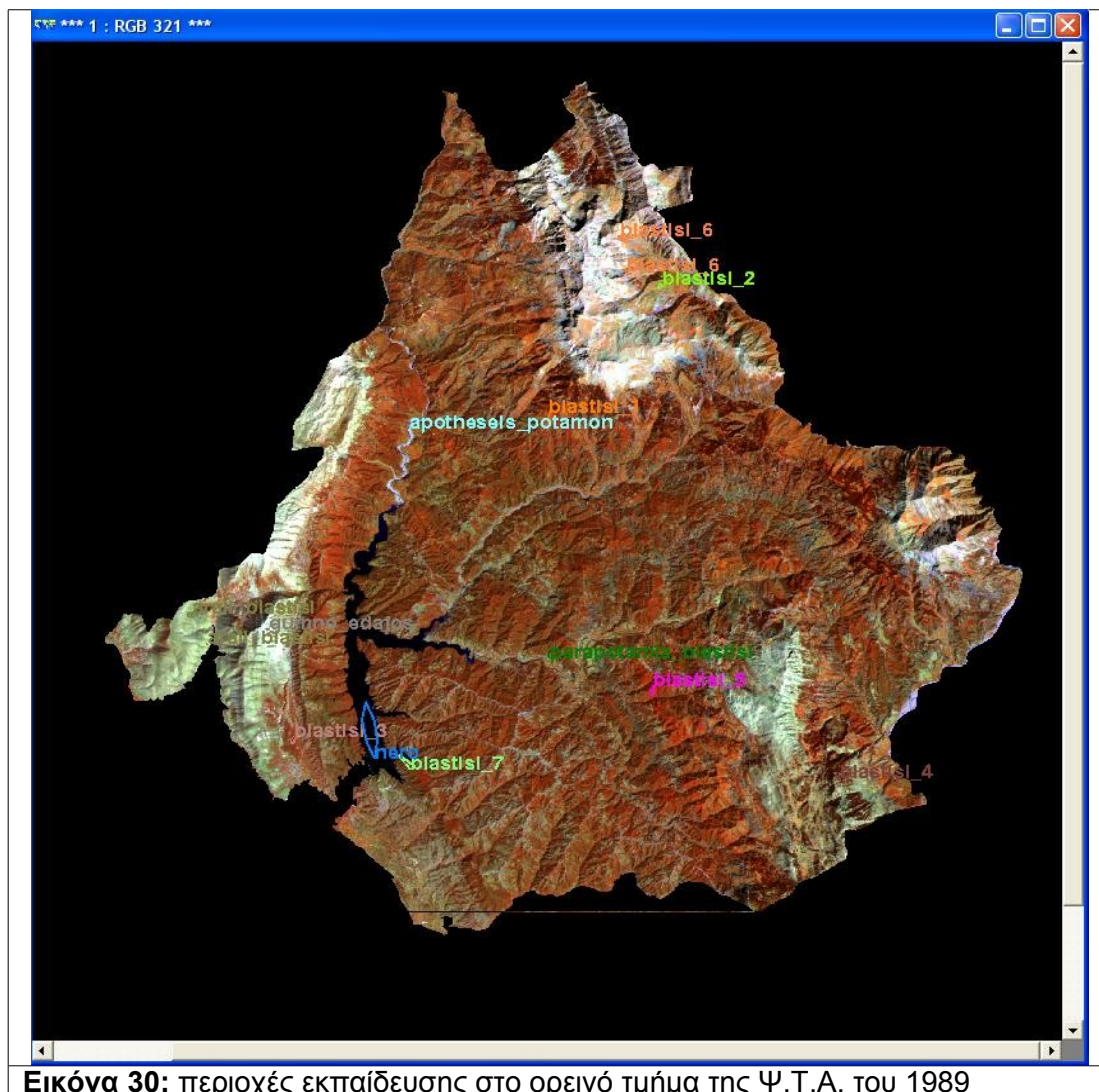 *** 1 : RGB 321 ***
blastisi_6
blastisi_6
blastisi_2
blastisi_1
apotheseis_potamon
blastisi
gymno_edafos
blastisi
parapotamia_blastisi
blastisi_5
blastisi_3
nero
blastisi_7
blastisi_4
Εικόνα 30: περιοχές εκπαίδευσης στο ορεινό τμήμα της Ψ.Τ.Α. του 1989